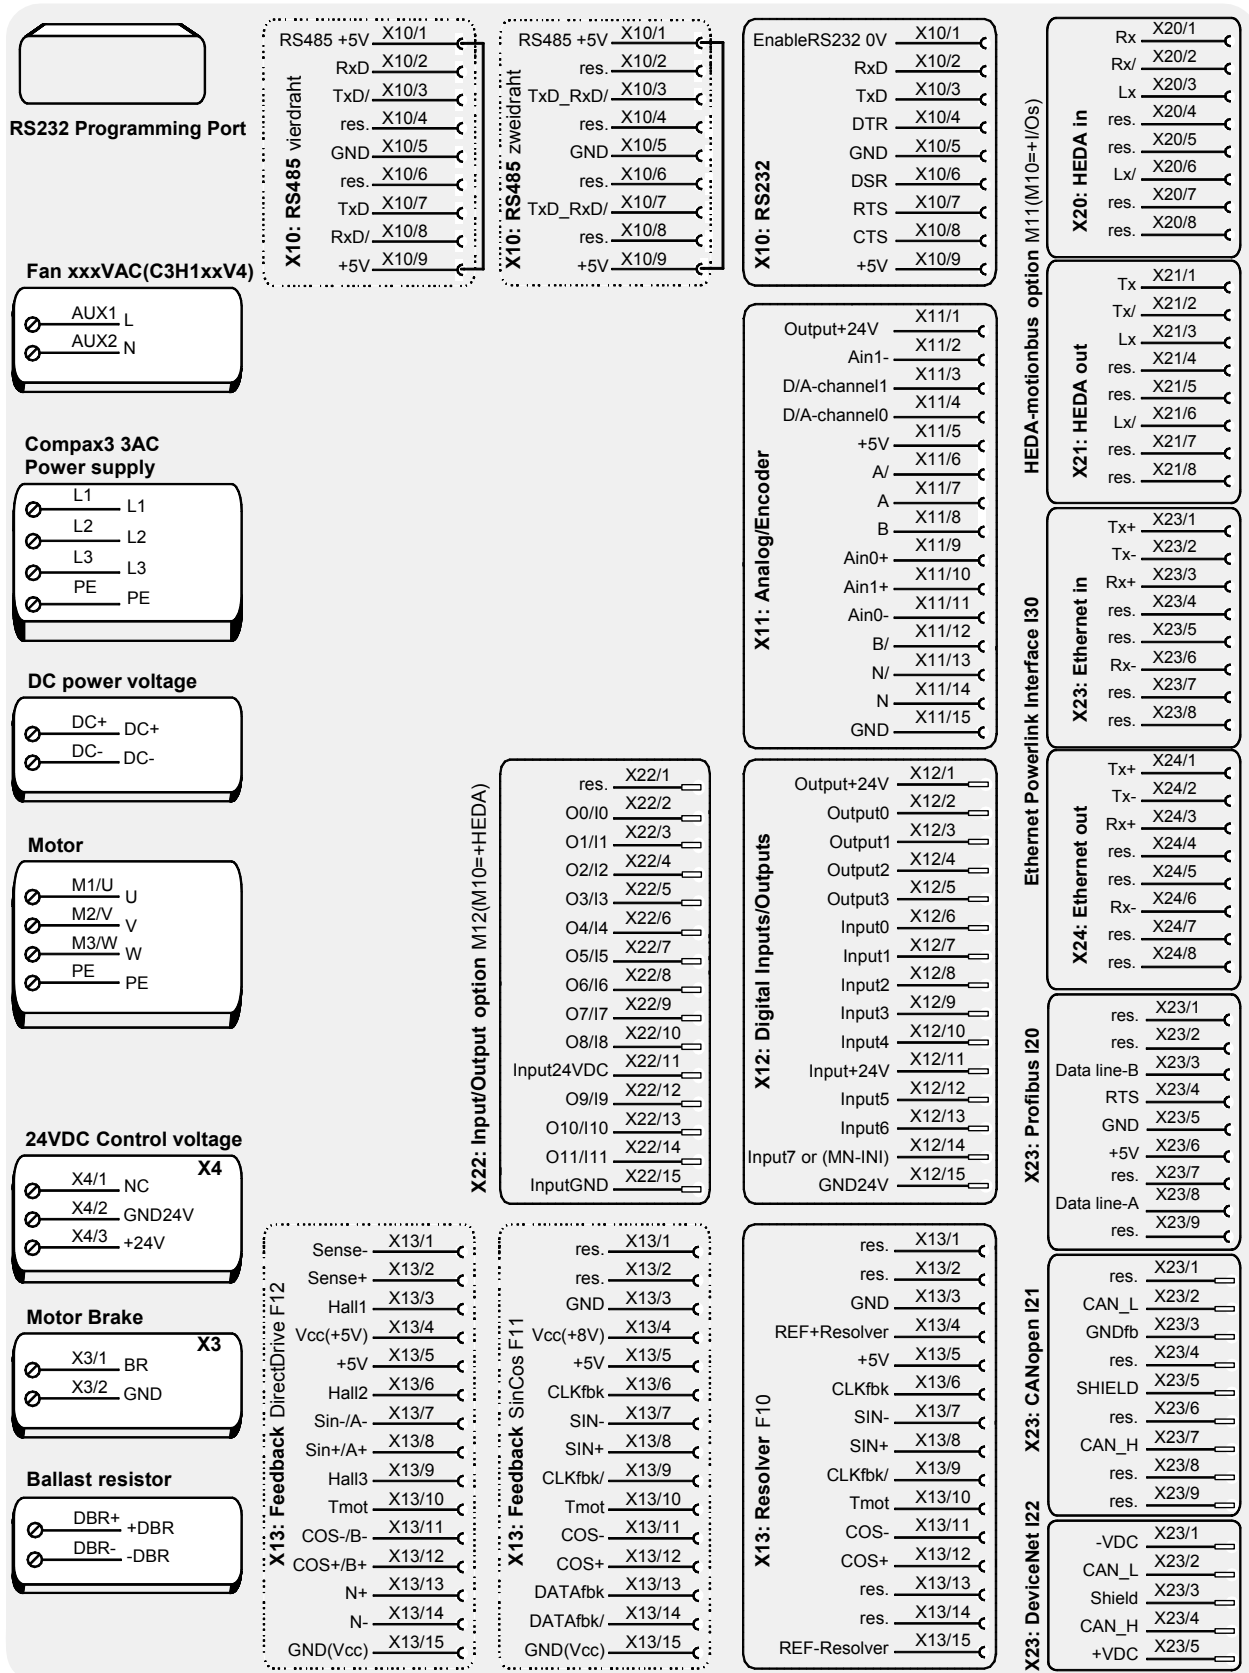 RS232 Programming Port
Fan xxxVAC(C3H1xxV4)
AUX1 L
AUX2 N
Compax3 3AC
Power supply
L1 L1
L2 L2
L3 L3
PE PE
DC power voltage
DC+ DC+
DC- DC-
Motor
M1/U U
M2/V V
M3/W W
PE PE
24VDC Control voltage
X4
X4/1 NC
X4/2 GND24V
X4/3 +24V
Motor Brake
X3
X3/1 BR
X3/2 GND
Ballast resistor
DBR+ +DBR
DBR- -DBR
X10: RS485 vierdraht
RS485 +5V X10/1
RxD X10/2
TxD/ X10/3
res. X10/4
GND X10/5
res. X10/6
TxD X10/7
RxD/ X10/8
+5V X10/9
X10: RS485 zweidraht
RS485 +5V X10/1
res. X10/2
TxD_RxD/ X10/3
res. X10/4
GND X10/5
res. X10/6
TxD_RxD/ X10/7
res. X10/8
+5V X10/9
X10: RS232
EnableRS232 0V X10/1
RxD X10/2
TxD X10/3
DTR X10/4
GND X10/5
DSR X10/6
RTS X10/7
CTS X10/8
+5V X10/9
X11: Analog/Encoder
Output+24V X11/1
Ain1- X11/2
D/A-channel1 X11/3
D/A-channel0 X11/4
+5V X11/5
A/ X11/6
A X11/7
B X11/8
Ain0+ X11/9
Ain1+ X11/10
Ain0- X11/11
B/ X11/12
N/ X11/13
N X11/14
GND X11/15
X22: Input/Output option M12(M10=+HEDA)
res. X22/1
O0/I0 X22/2
O1/I1 X22/3
O2/I2 X22/4
O3/I3 X22/5
O4/I4 X22/6
O5/I5 X22/7
O6/I6 X22/8
O7/I7 X22/9
O8/I8 X22/10
Input24VDC X22/11
O9/I9 X22/12
O10/I10 X22/13
O11/I11 X22/14
InputGND X22/15
X12: Digital Inputs/Outputs
Output+24V X12/1
Output0 X12/2
Output1 X12/3
Output2 X12/4
Output3 X12/5
Input0 X12/6
Input1 X12/7
Input2 X12/8
Input3 X12/9
Input4 X12/10
Input+24V X12/11
Input5 X12/12
Input6 X12/13
Input7 or (MN-INI) X12/14
GND24V X12/15
X13: Feedback DirectDrive F12
Sense- X13/1
Sense+ X13/2
Hall1 X13/3
Vcc(+5V) X13/4
+5V X13/5
Hall2 X13/6
Sin-/A- X13/7
Sin+/A+ X13/8
Hall3 X13/9
Tmot X13/10
COS-/B- X13/11
COS+/B+ X13/12
N+ X13/13
N- X13/14
GND(Vcc) X13/15
X13: Feedback SinCos F11
res. X13/1
res. X13/2
GND X13/3
Vcc(+8V) X13/4
+5V X13/5
CLKfbk X13/6
SIN- X13/7
SIN+ X13/8
CLKfbk/ X13/9
Tmot X13/10
COS- X13/11
COS+ X13/12
DATAfbk X13/13
DATAfbk/ X13/14
GND(Vcc) X13/15
X13: Resolver F10
res. X13/1
res. X13/2
GND X13/3
REF+Resolver X13/4
+5V X13/5
CLKfbk X13/6
SIN- X13/7
SIN+ X13/8
CLKfbk/ X13/9
Tmot X13/10
COS- X13/11
COS+ X13/12
res. X13/13
res. X13/14
REF-Resolver X13/15
HEDA-motionbus option M11(M10=+I/Os)
X20: HEDA in
Rx X20/1
Rx/ X20/2
Lx X20/3
res. X20/4
res. X20/5
Lx/ X20/6
res. X20/7
res. X20/8
X21: HEDA out
Tx X21/1
Tx/ X21/2
Lx X21/3
res. X21/4
res. X21/5
Lx/ X21/6
res. X21/7
res. X21/8
Ethernet Powerlink Interface I30
X23: Ethernet in
Tx+ X23/1
Tx- X23/2
Rx+ X23/3
res. X23/4
res. X23/5
Rx- X23/6
res. X23/7
res. X23/8
X24: Ethernet out
Tx+ X24/1
Tx- X24/2
Rx+ X24/3
res. X24/4
res. X24/5
Rx- X24/6
res. X24/7
res. X24/8
X23: Profibus I20
res. X23/1
res. X23/2
Data line-B X23/3
RTS X23/4
GND X23/5
+5V X23/6
res. X23/7
Data line-A X23/8
res. X23/9
X23: CANopen I21
res. X23/1
CAN_L X23/2
GNDfb X23/3
res. X23/4
SHIELD X23/5
res. X23/6
CAN_H X23/7
res. X23/8
res. X23/9
X23: DeviceNet I22
-VDC X23/1
CAN_L X23/2
Shield X23/3
CAN_H X23/4
+VDC X23/5